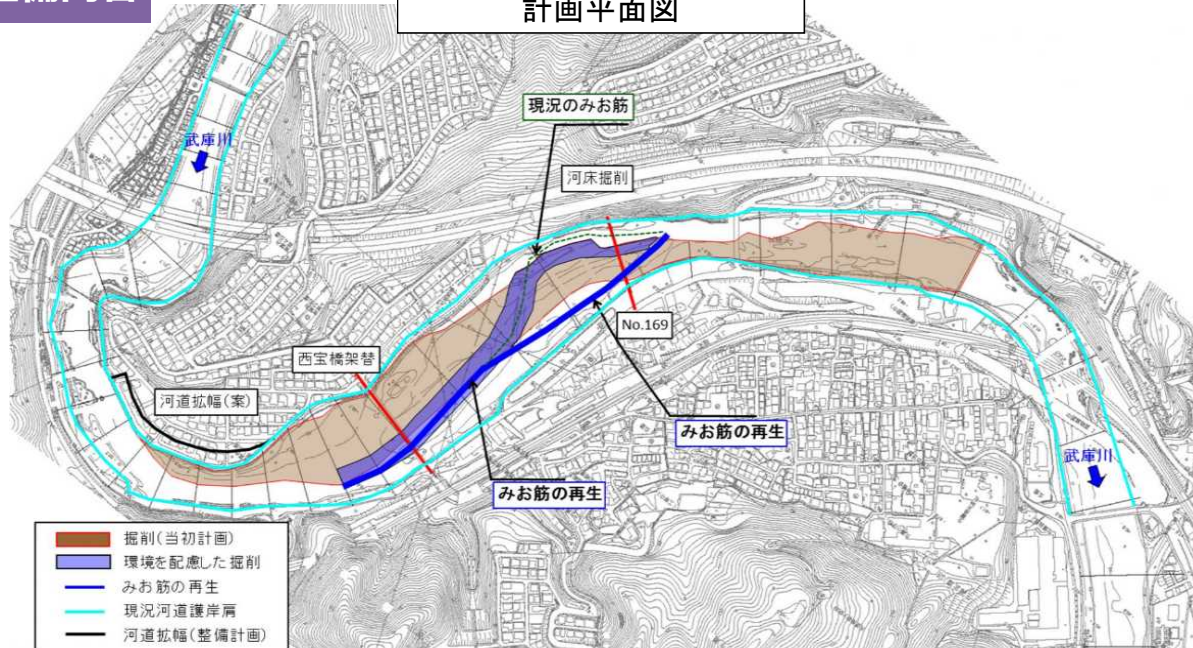 計画平面図
武庫川
現況のみお筋
河床掘削
No.169
西宝橋架替
河道拡幅(案)
みお筋の再生
みお筋の再生
武庫川
掘削(当初計画)
環境を配慮した掘削
みお筋の再生
現況河道護岸肩
河道拡幅(整備計画)